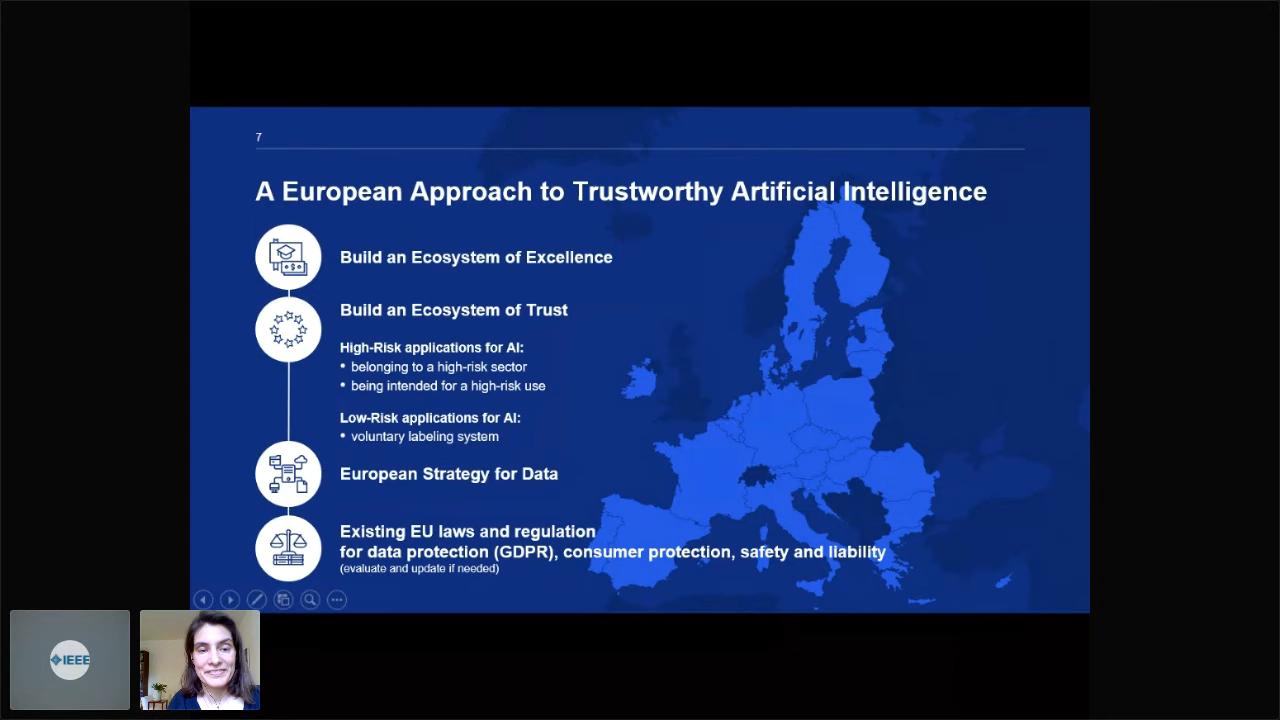 7
A European Approach to Trustworthy Artificial Intelligence
Build an Ecosystem of Excellence
Build an Ecosystem of Trust
High-Risk applications for AI:
• belonging to a high-risk sector
• being intended for a high-risk use
Low-Risk applications for AI:
• voluntary labeling system
European Strategy for Data
Existing EU laws and regulation
for data protection (GDPR), consumer protection, safety and liability
(evaluate and update if needed)
IEEE